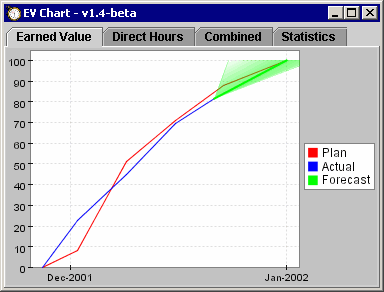 EV Chart - v1.4-beta
Earned Value Direct Hours Combined Statistics
100
90
80
70
60
50
40
30
20
10
0
Dec-2001 Jan-2002
Plan
Actual
Forecast